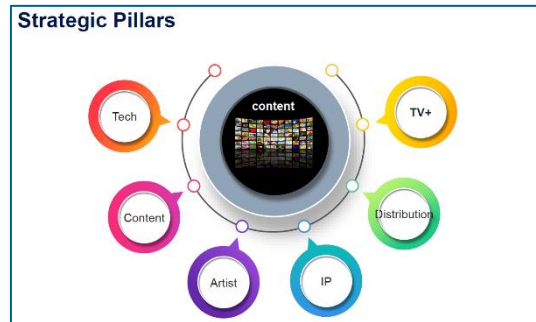 Strategic Pillars
content
Tech
TV+
Content
Distribution
Artist
IP